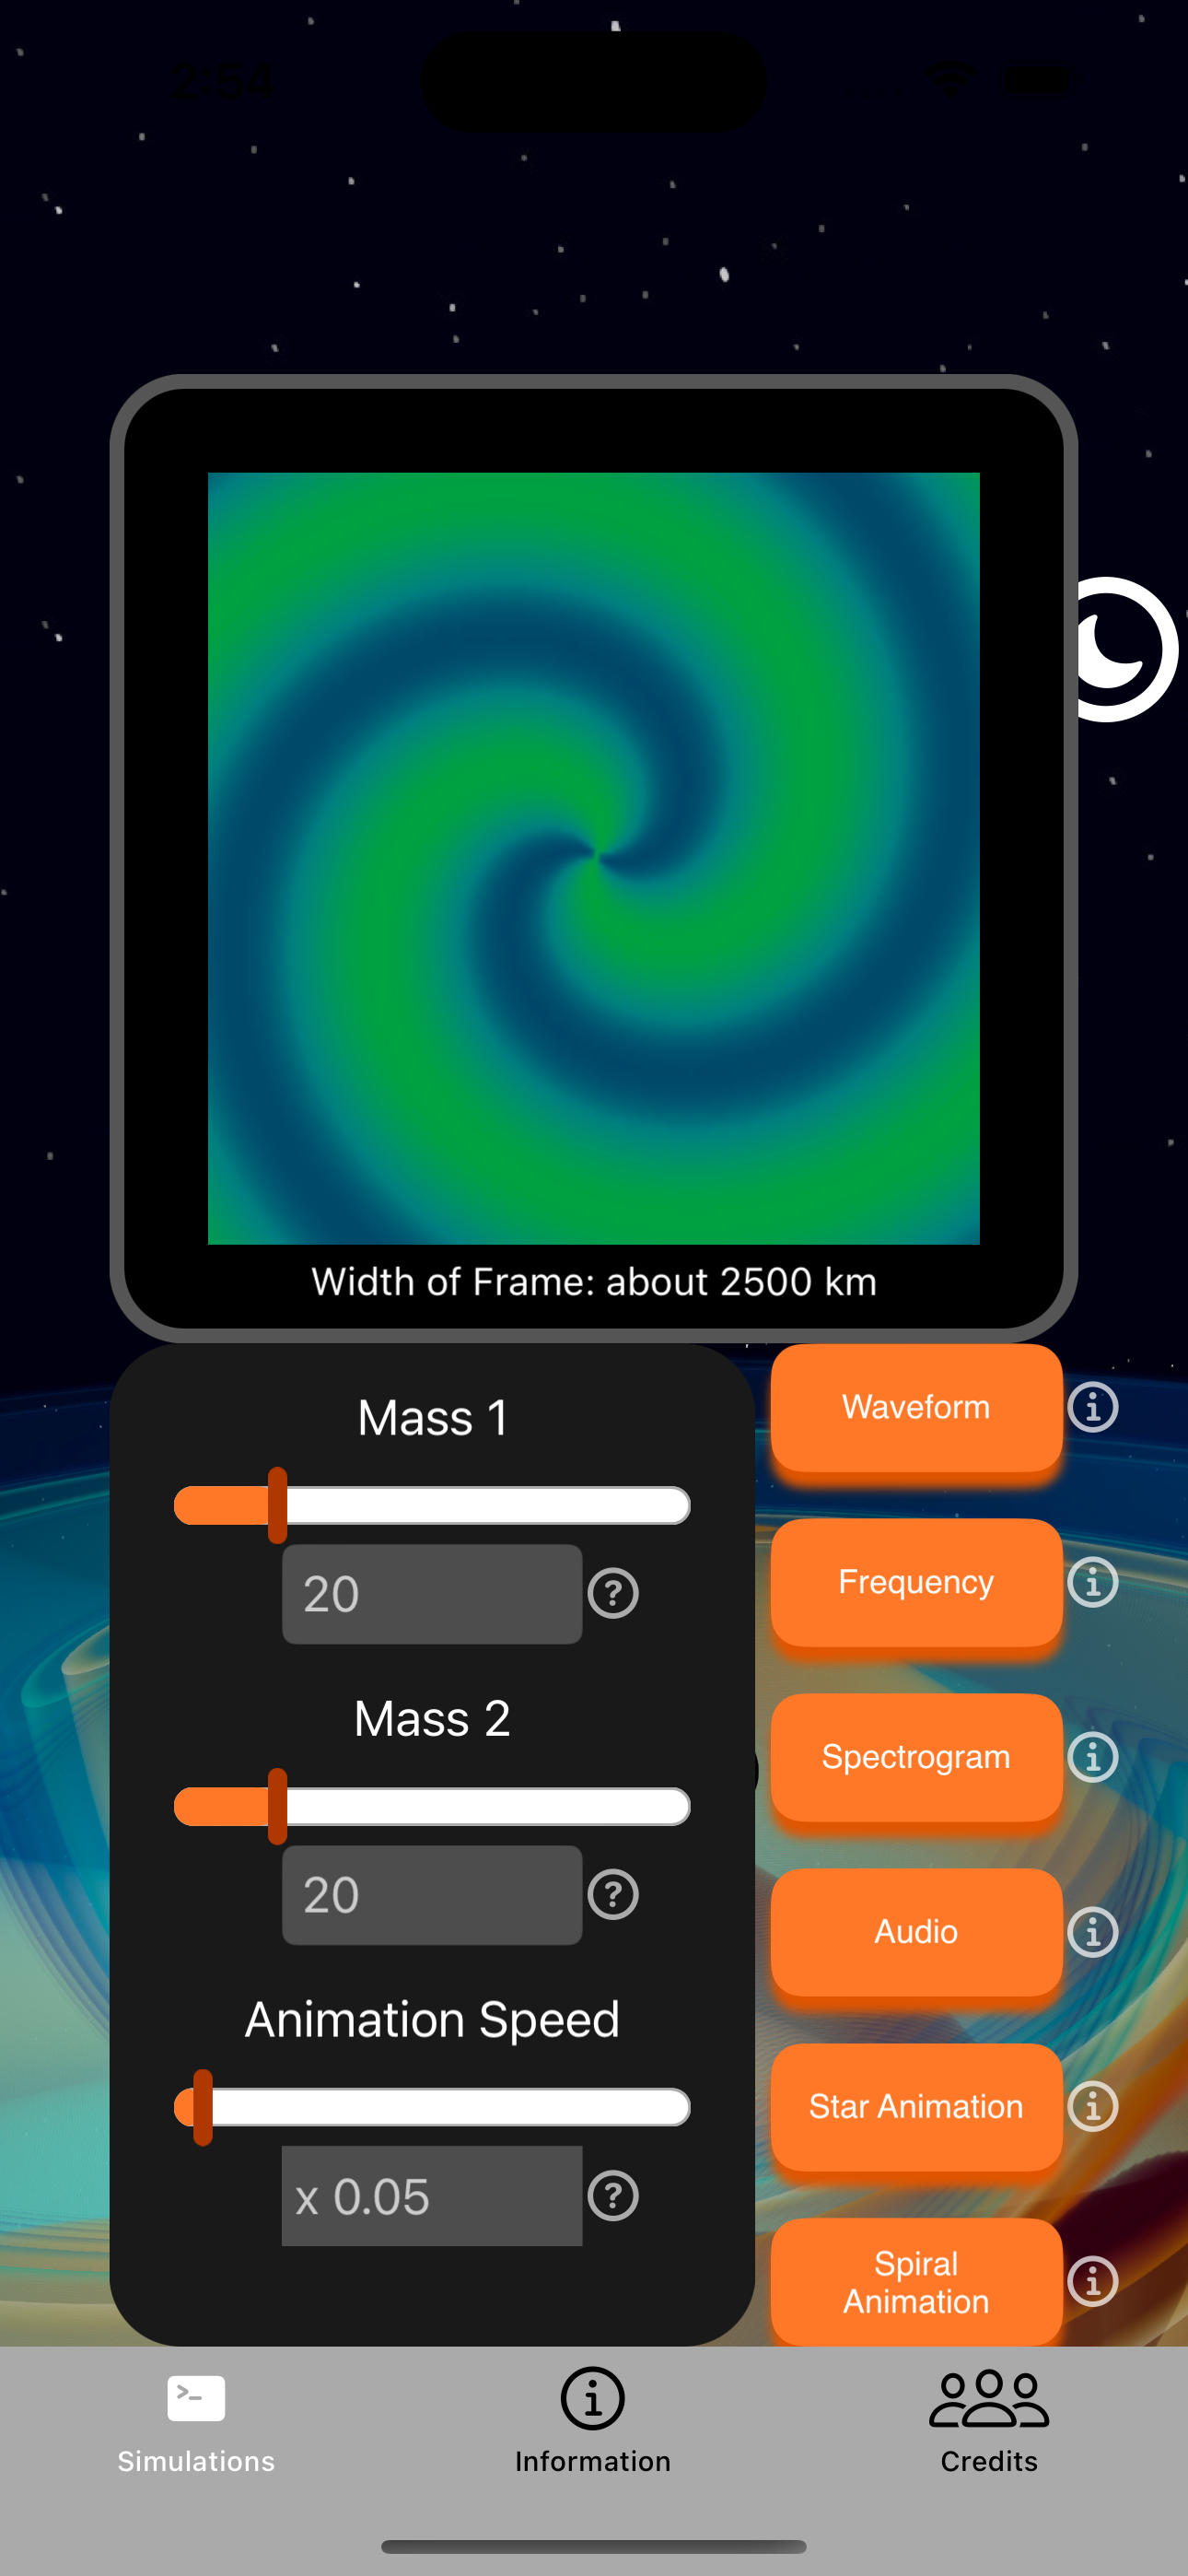 2:54
Width of Frame: about 2500 km
Mass 1
20
Mass 2
20
Animation Speed
x 0.05
Waveform
Frequency
Spectrogram
Audio
Star Animation
Spiral
Animation
Simulations
Information
Credits